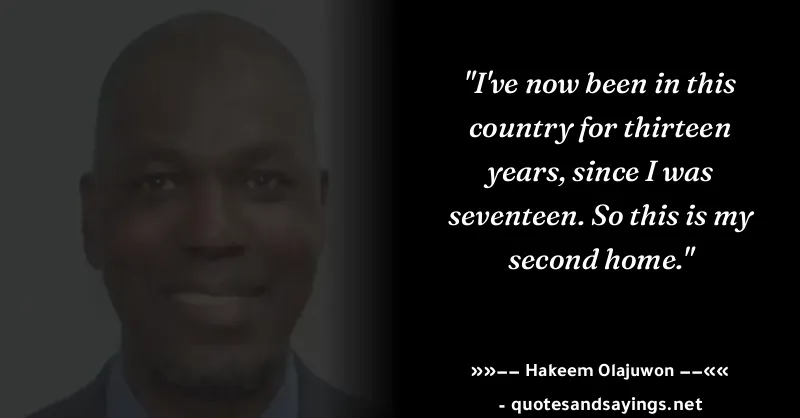 "I've now been in this
country for thirteen
years, since I was
seventeen. So this is my
second home."
»»–– Hakeem Olajuwon ––««
- quotesandsayings.net